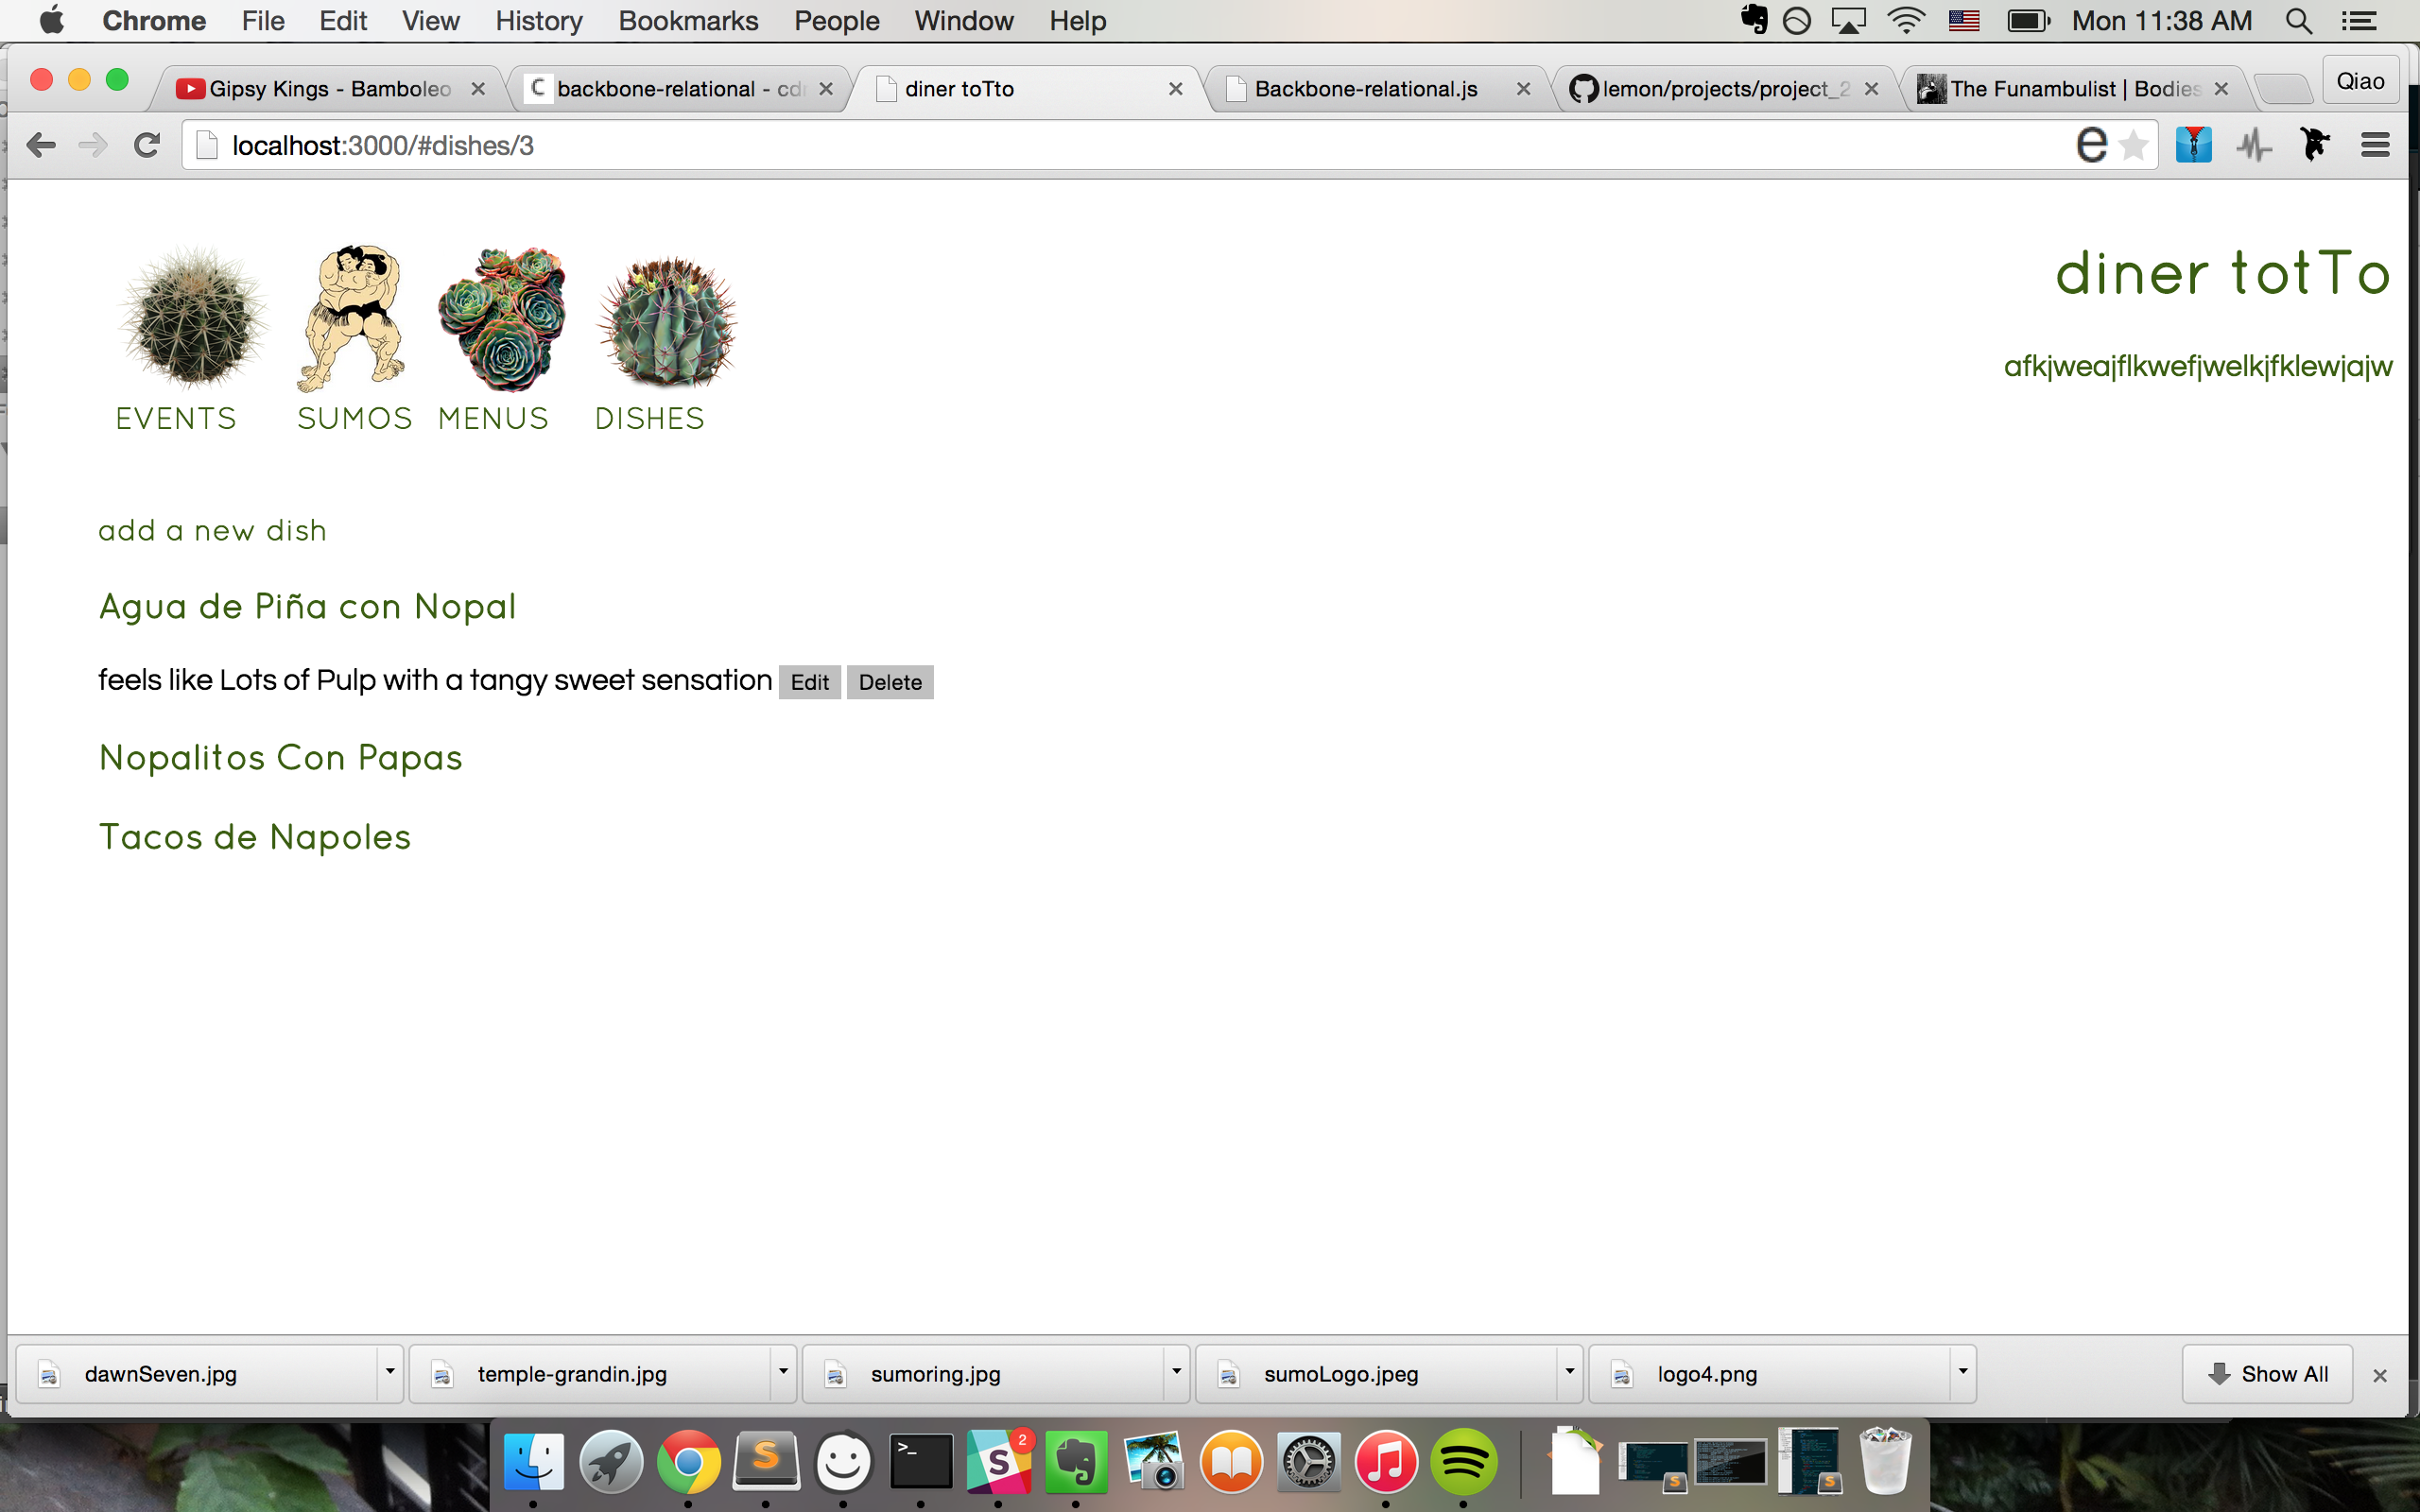 Chrome File Edit View History Bookmarks People Window Help Mon 11:38 AM
Gipsy Kings - Bamboleo
backbone-relational - cd
diner toTto
Backbone-relational.js
lemon/projects/project_2
The Funambulist | Bodies
Qiao
localhost:3000/#dishes/3
diner totTo
afkjweajflkwefjwelkjfklewjajw
EVENTS SUMOS MENUS DISHES
add a new dish
Agua de Piña con Nopal
feels like Lots of Pulp with a tangy sweet sensation Edit Delete
Nopalitos Con Papas
Tacos de Napoles
dawnSeven.jpg
temple-grandin.jpg
sumoring.jpg
sumoLogo.jpeg
logo4.png
Show All
2